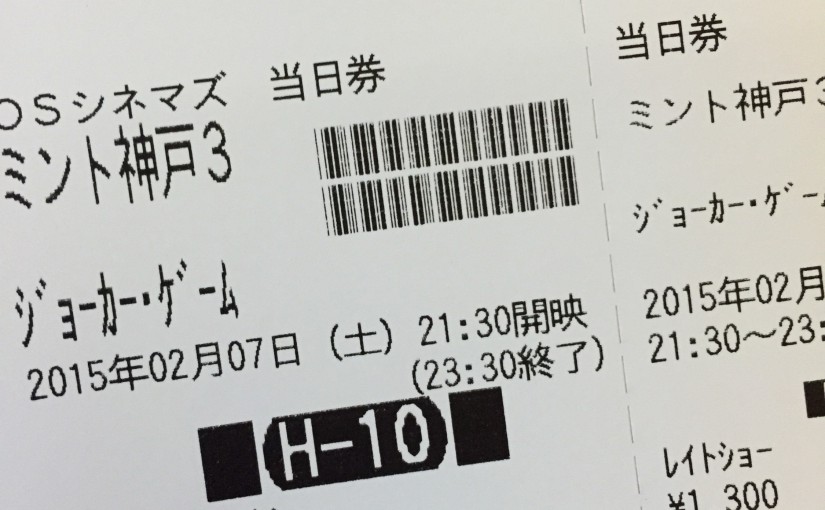 OSシネマズ
当日券
ミント神戸3
ジョーカー・ゲーム
2015年02月07日（土）21:30開映
(23:30終了)
H-10
当日券
ミント神戸3
ジョーカー・ゲーム
2015年02月
21:30～23:
レイトショー
¥1,300